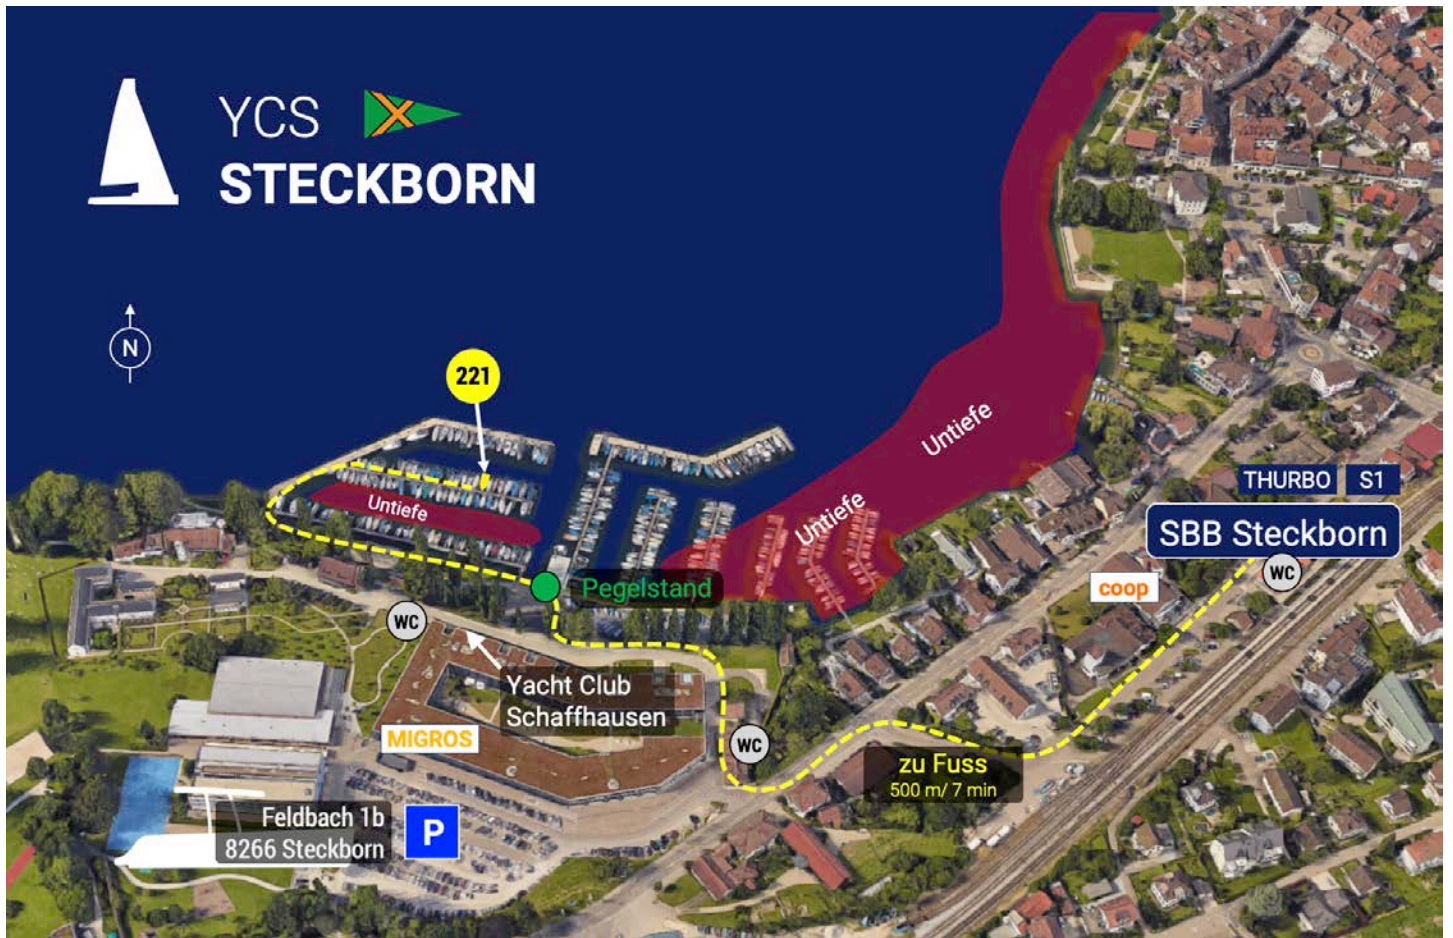 YCS
STECKBORN
N
221
Untiefe
Untiefe
Untiefe
THURBO S1
SBB Steckborn
WC
coop
Pegelstand
WC
Yacht Club
Schaffhausen
MIGROS
WC
zu Fuss
500 m/ 7 min
Feldbach 1b
8266 Steckborn
P